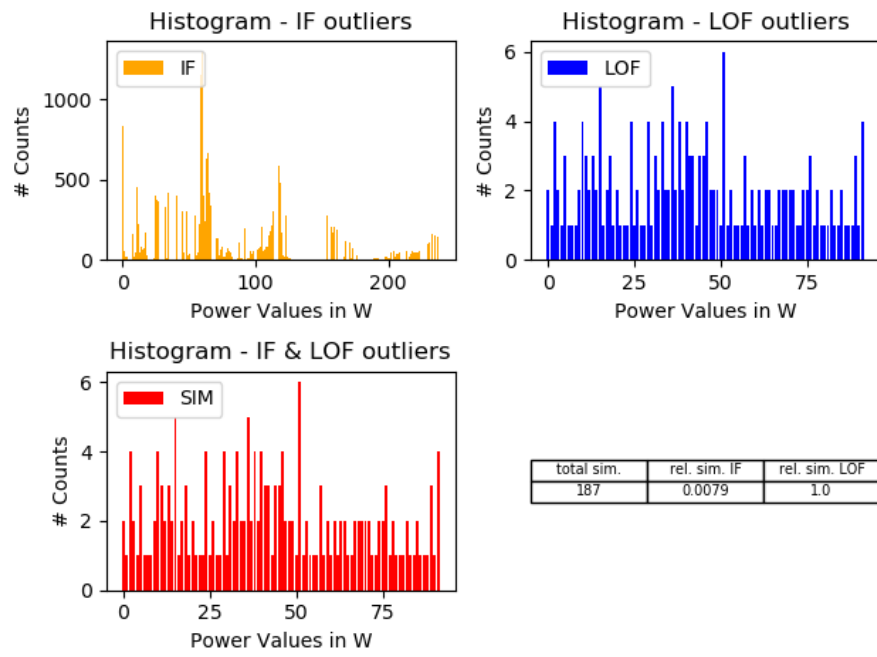 Histogram - IF outliers
IF
# Counts
1000
500
0
0 100 200
Power Values in W
Histogram - LOF outliers
LOF
# Counts
6
4
2
0
0 25 50 75
Power Values in W
Histogram - IF & LOF outliers
SIM
# Counts
6
4
2
0
0 25 50 75
Power Values in W
total sim. rel. sim. IF rel. sim. LOF
187 0.0079 1.0